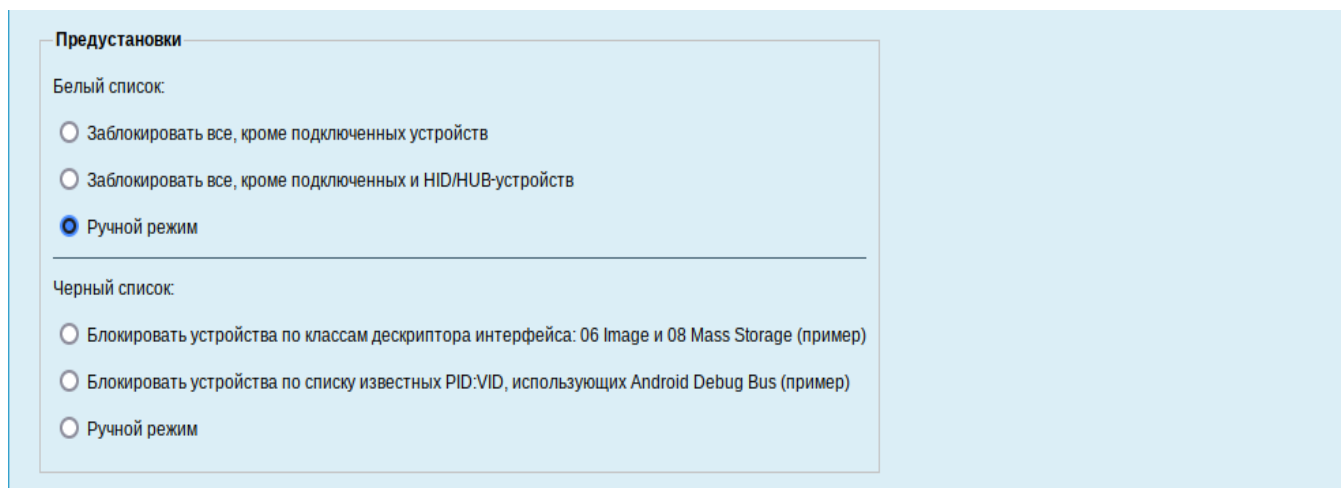 Предустановки
Белый список:
Заблокировать все, кроме подключенных устройств
Заблокировать все, кроме подключенных и HID/HUB-устройств
Ручной режим
Черный список:
Блокировать устройства по классам дескриптора интерфейса: 06 Image и 08 Mass Storage (пример)
Блокировать устройства по списку известных PID:VID, использующих Android Debug Bus (пример)
Ручной режим